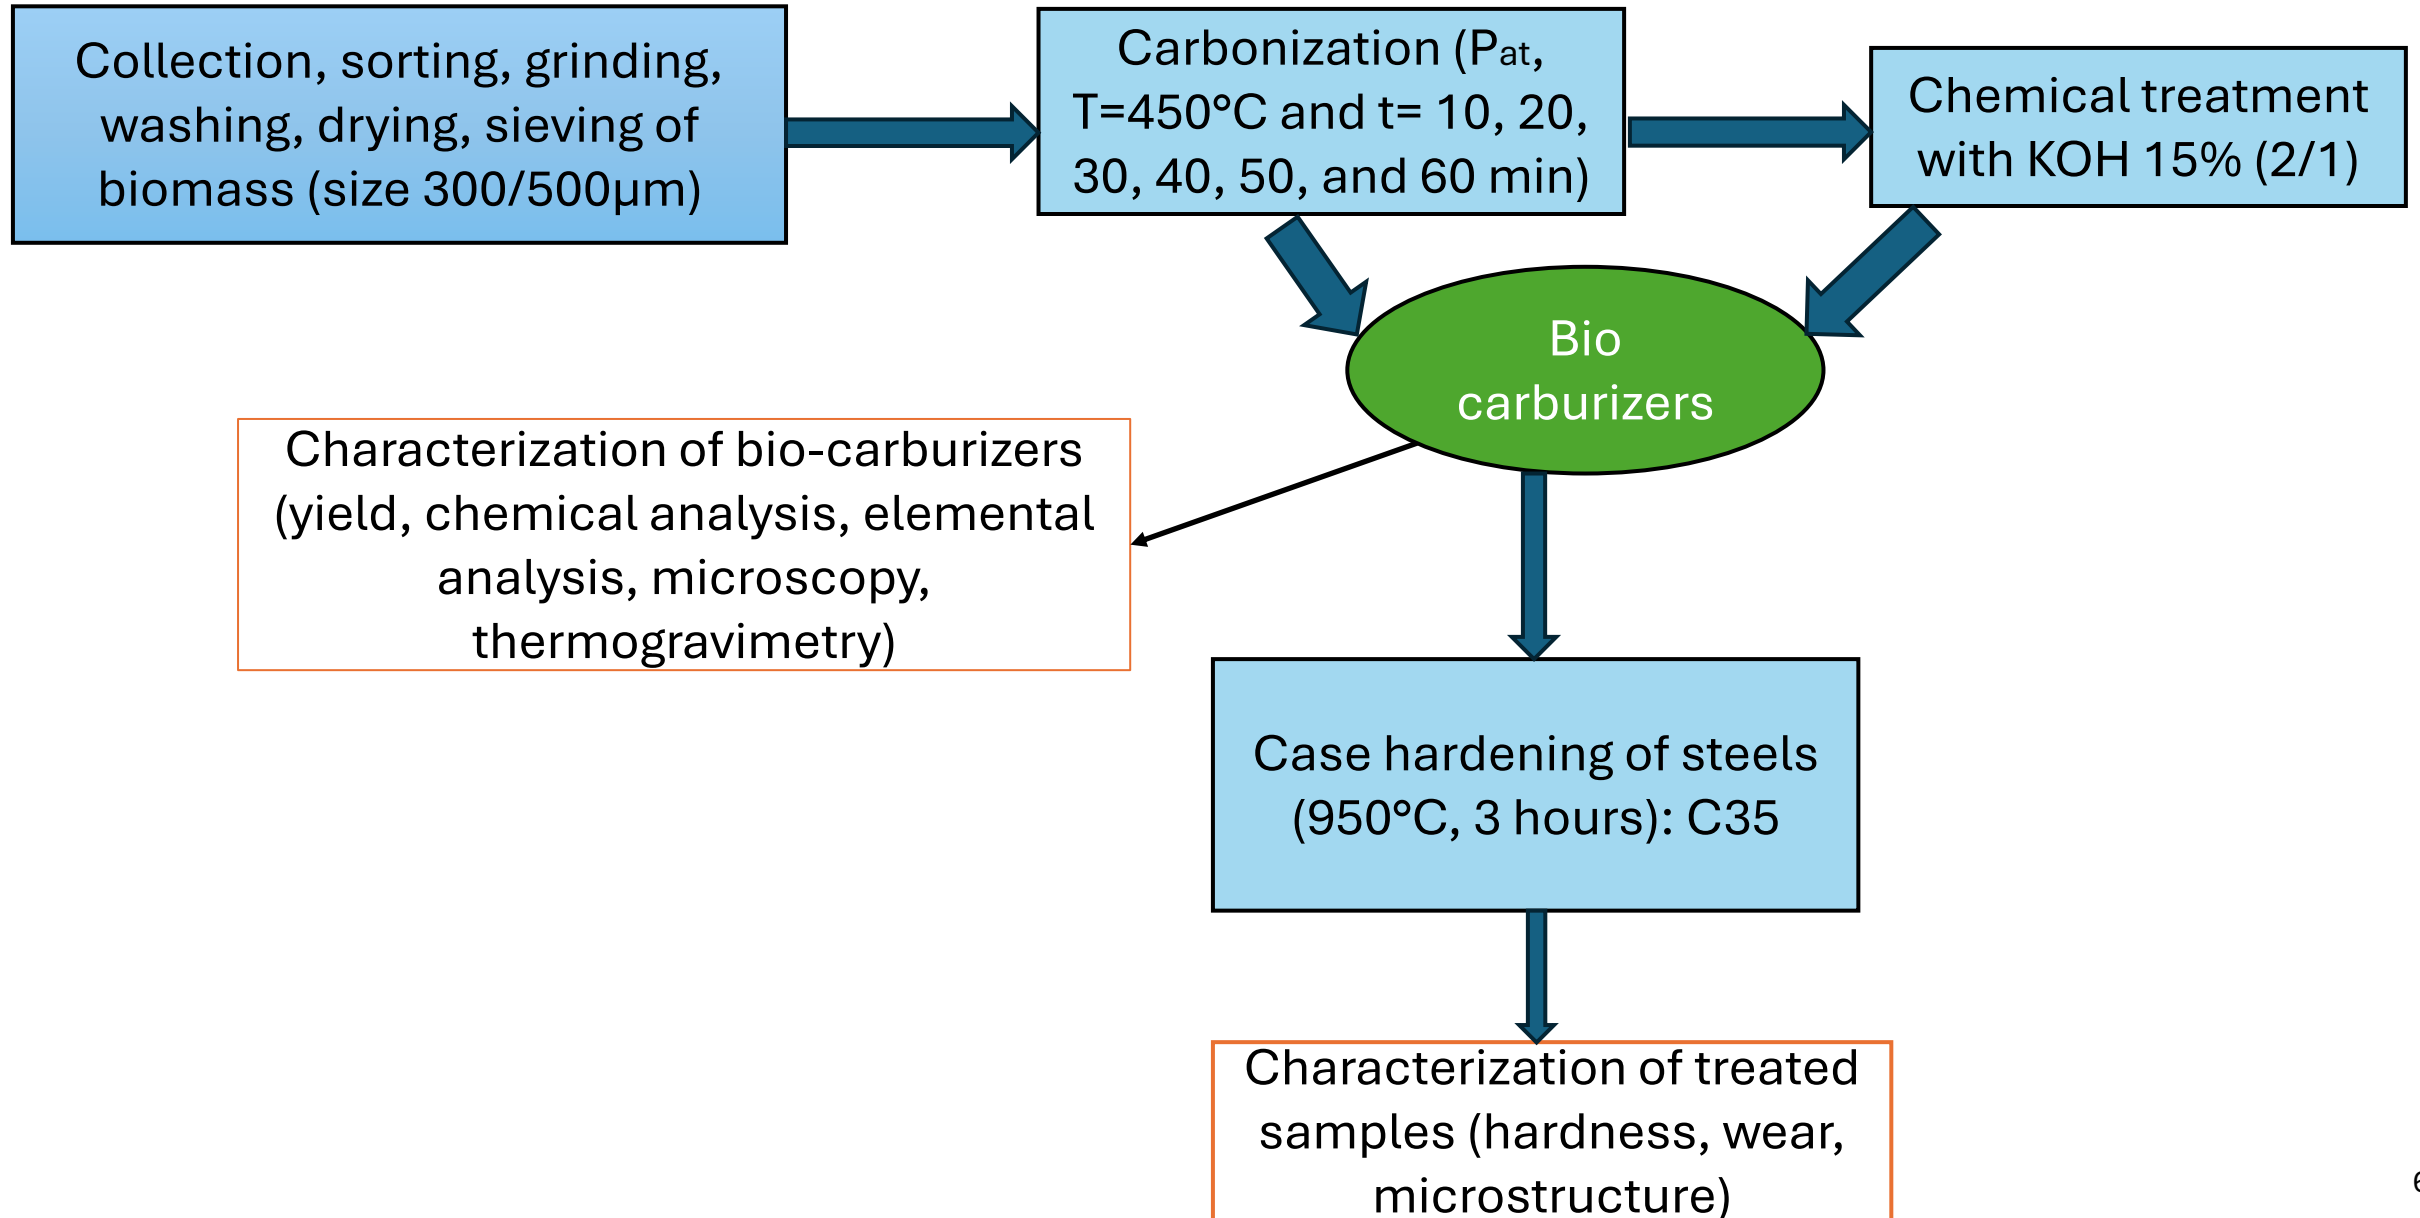 Collection, sorting, grinding,
washing, drying, sieving of
biomass (size 300/500µm)
Carbonization (Pat,
T=450°C and t= 10, 20,
30, 40, 50, and 60 min)
Chemical treatment
with KOH 15% (2/1)
Bio
carburizers
Characterization of bio-carburizers
(yield, chemical analysis, elemental
analysis, microscopy,
thermogravimetry)
Case hardening of steels
(950°C, 3 hours): C35
Characterization of treated
samples (hardness, wear,
microstructure)